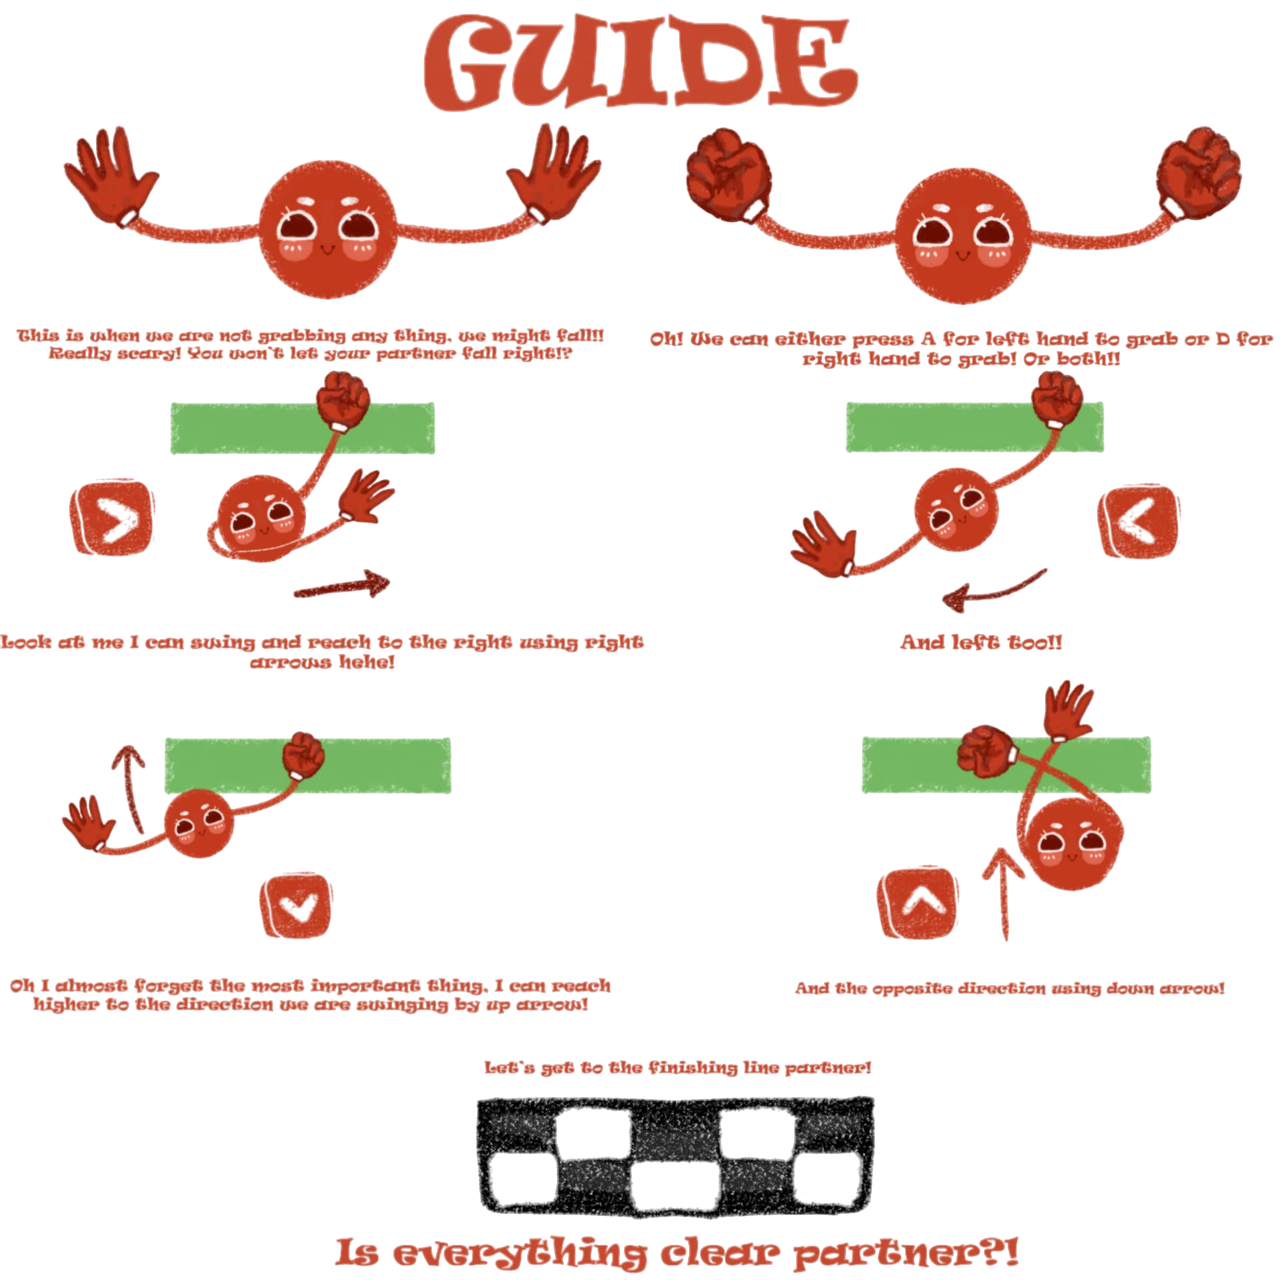 GUIDE
This is when we are not grabbing any thing, we might fall!!
Really scary! You won't let your partner fall right!?
Oh! We can either press A for left hand to grab or D for
right hand to grab! Or both!!
Look at me I can swing and reach to the right using right
arrows hehe!
And left too!!
Oh I almost forget the most important thing, I can reach
higher to the direction we are swinging by up arrow!
And the opposite direction using down arrow!
Let's get to the finishing line partner!
Is everything clear partner?!